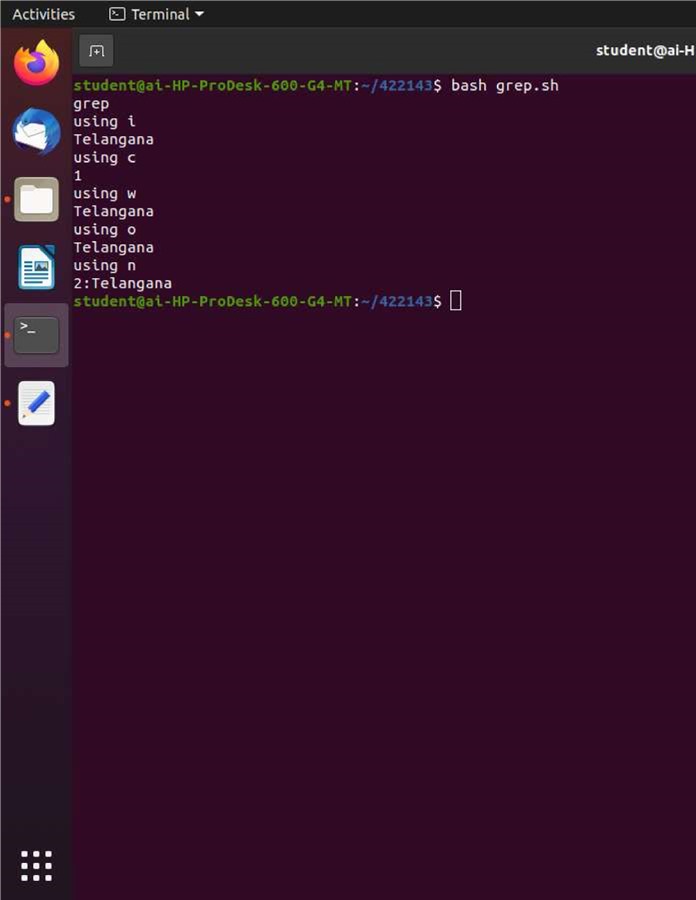 Activities Terminal
student@ai-H
student@ai-HP-ProDesk-600-G4-MT:~/422143$ bash grep.sh
grep
using i
Telangana
using c
1
using w
Telangana
using o
Telangana
using n
2:Telangana
student@ai-HP-ProDesk-600-G4-MT:~/422143$